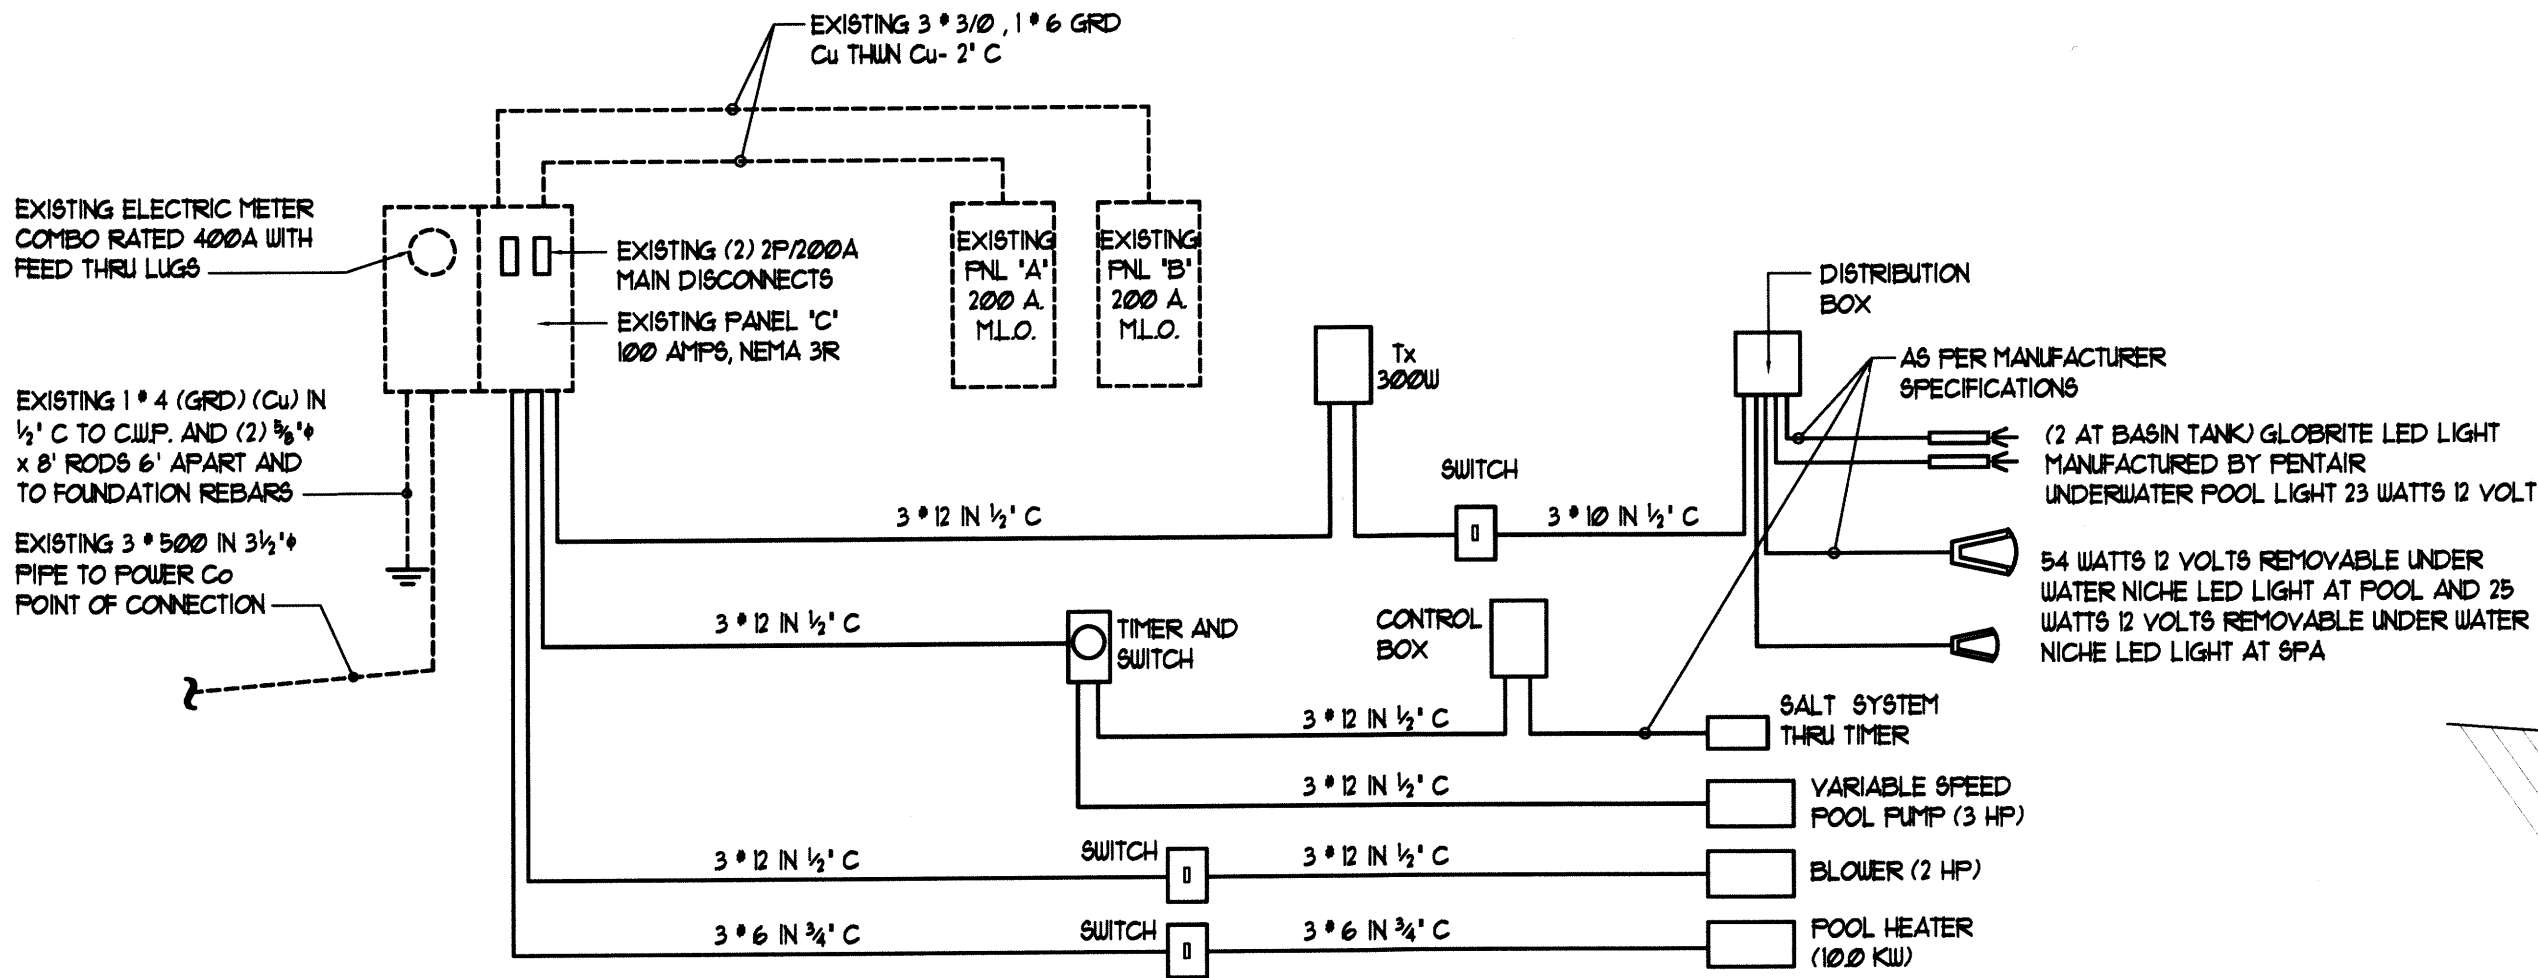 EXISTING 3 # 3/0 , 1 # 6 GRD
Cu THWN Cu- 2" C
EXISTING ELECTRIC METER
COMBO RATED 400A WITH
FEED THRU LUGS
EXISTING (2) 2P/200A
MAIN DISCONNECTS
EXISTING PANEL "C"
100 AMPS, NEMA 3R
EXISTING
PNL "A"
200 A.
M.L.O.
EXISTING
PNL "B"
200 A.
M.L.O.
EXISTING 1 # 4 (GRD) (Cu) IN
½" C TO C.W.P. AND (2) ⅝"φ
x 8' RODS 6' APART AND
TO FOUNDATION REBARS
EXISTING 3 # 500 IN 3½"φ
PIPE TO POWER Co
POINT OF CONNECTION
Tx
300W
DISTRIBUTION
BOX
AS PER MANUFACTURER
SPECIFICATIONS
(2 AT BASIN TANK) GLOBRITE LED LIGHT
MANUFACTURED BY PENTAIR
UNDERWATER POOL LIGHT 23 WATTS 12 VOLT
SWITCH
3 # 12 IN ½" C
3 # 10 IN ½" C
54 WATTS 12 VOLTS REMOVABLE UNDER
WATER NICHE LED LIGHT AT POOL AND 25
WATTS 12 VOLTS REMOVABLE UNDER WATER
NICHE LED LIGHT AT SPA
3 # 12 IN ½" C
TIMER AND
SWITCH
CONTROL
BOX
3 # 12 IN ½" C
SALT SYSTEM
THRU TIMER
3 # 12 IN ½" C
VARIABLE SPEED
POOL PUMP (3 HP)
3 # 12 IN ½" C
SWITCH
3 # 12 IN ½" C
BLOWER (2 HP)
3 # 6 IN ¾" C
SWITCH
3 # 6 IN ¾" C
POOL HEATER
(10.0 KW)